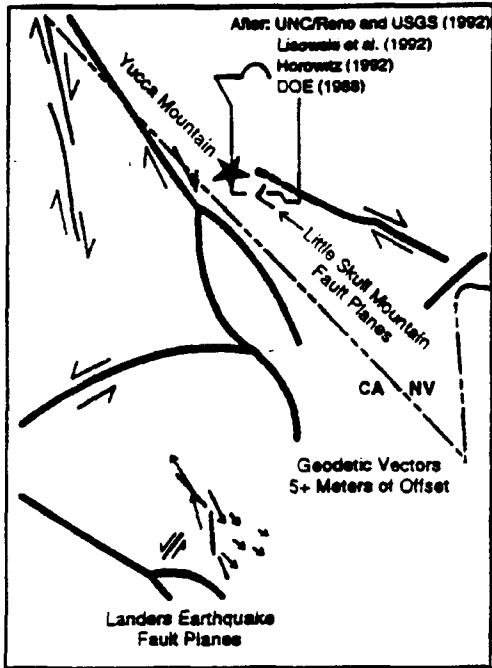 After: UNC/Reno and USGS (1992)
Lisowski et al. (1992)
Horowitz (1992)
DOE (1988)
Yucca Mountain
Little Skull Mountain
Fault Planes
CA NV
Geodetic Vectors
5+ Meters of Offset
Landers Earthquake
Fault Planes